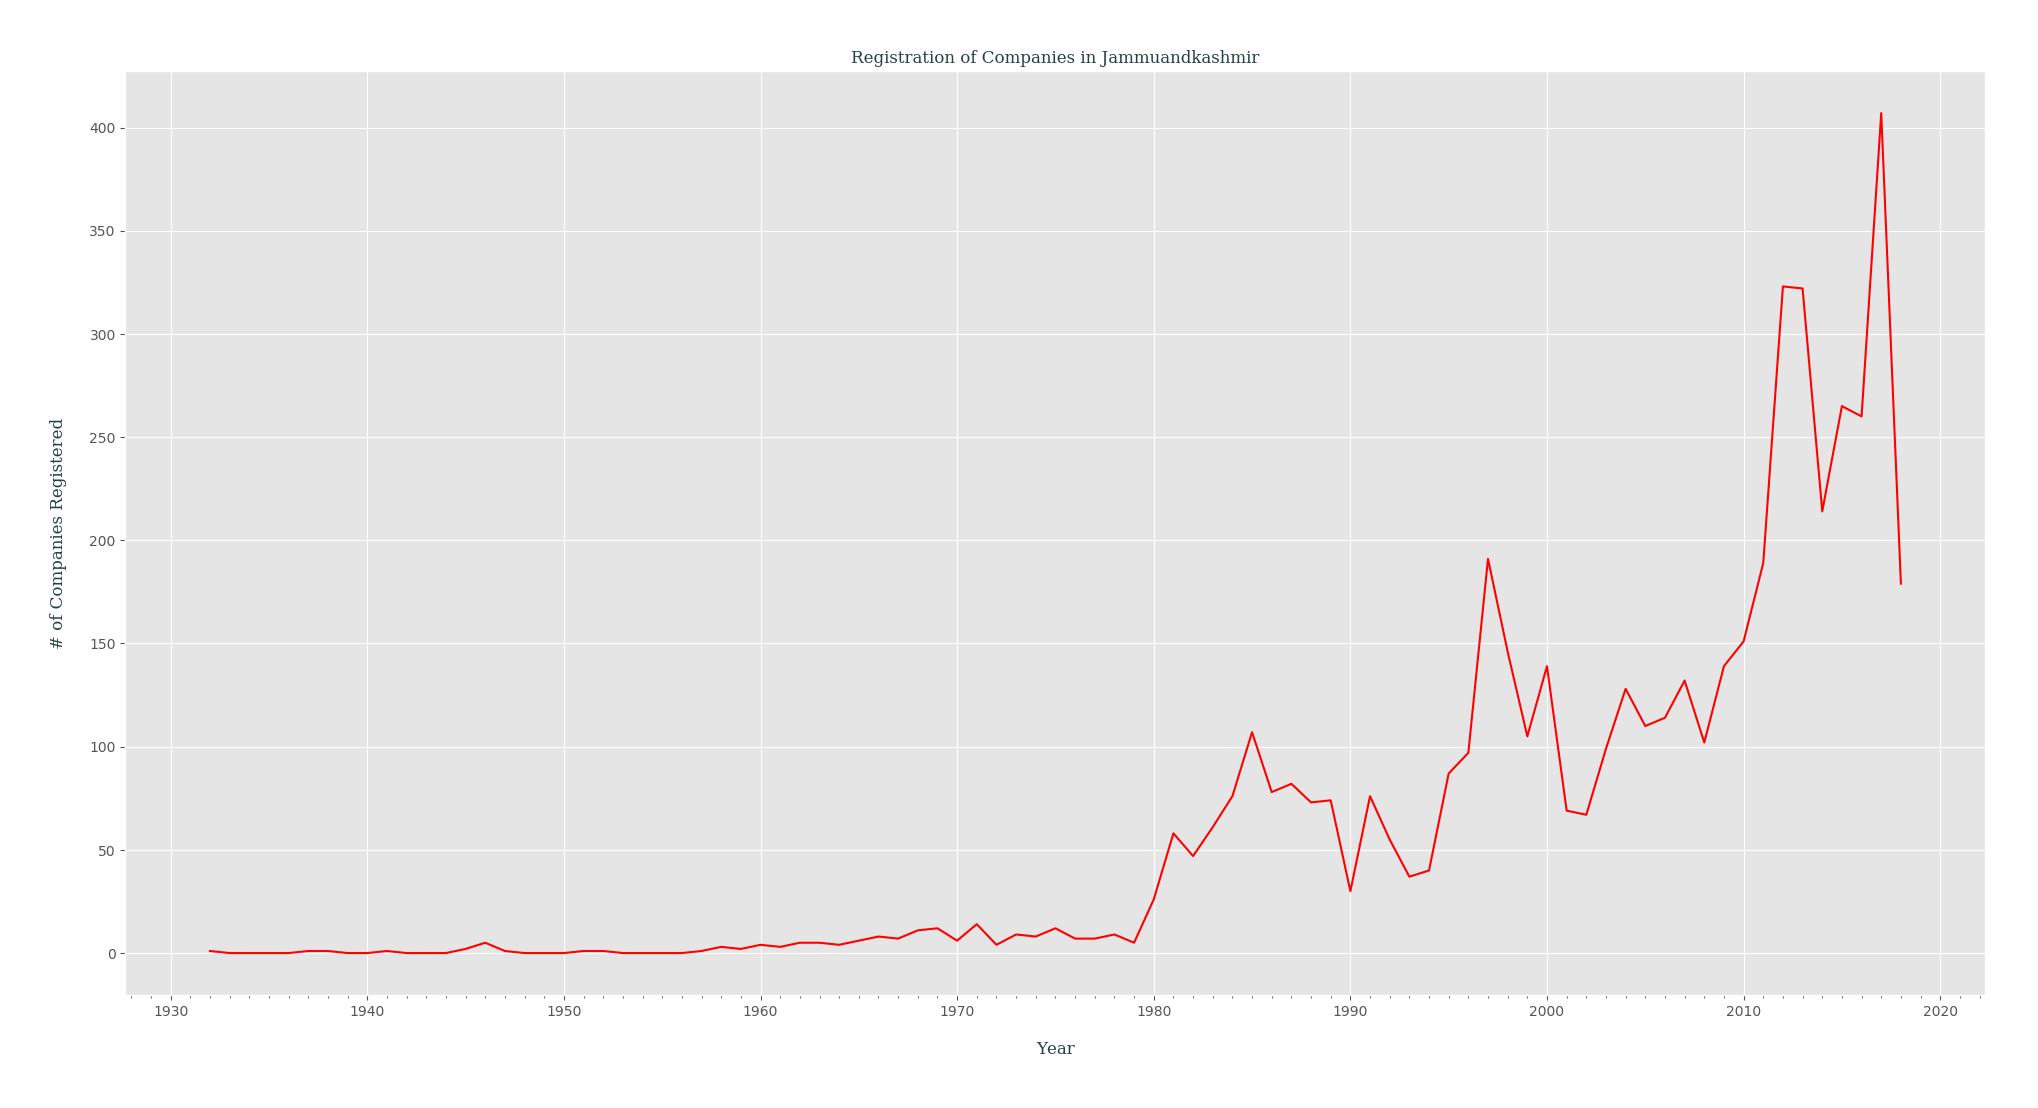 Registration of Companies in Jammuandkashmir
400
350
300
250
200
150
100
50
0
# of Companies Registered
1930 1940 1950 1960 1970 1980 1990 2000 2010 2020
Year